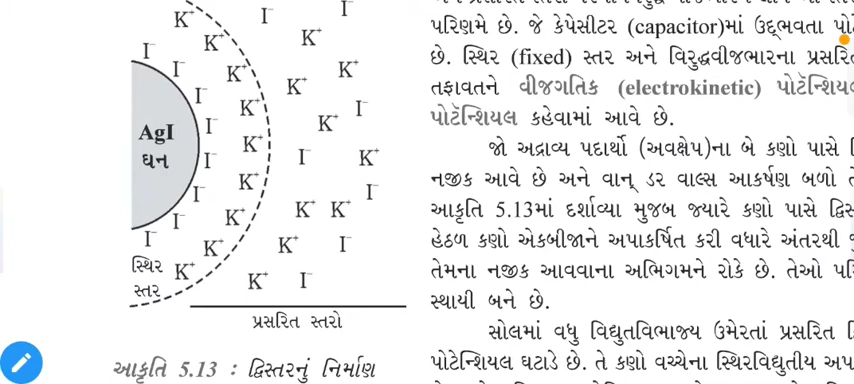 K⁺ I⁻ I⁻
K⁺ K⁺
I⁻ I⁻ K⁺ K⁺ K⁺
I⁻ K⁺ I⁻
AgI I⁻ K⁺ K⁺
ઘન I⁻ I⁻ K⁺
I⁻ K⁺ I⁻
I⁻ K⁺ K⁺ K⁺
I⁻ K⁺ K⁺ I⁻
સ્થિર K⁺ K⁺ I⁻
સ્તર
પ્રસરિત સ્તરો
આકૃતિ 5.13 : દ્વિસ્તરનું નિર્માણ
પરિણમે છે. જે કેપેસીટર (capacitor)માં ઉદ્ભવતા
છે. સ્થિર (fixed) સ્તર અને વિરુદ્ધવીજભારના
તફાવતને વીજગતિક (electrokinetic)
પોટૅન્શિયલ કહેવામાં આવે છે.
જો અદ્રાવ્ય પદાર્થો (અવક્ષેપ)ના બે કણો પાસે
નજીક આવે છે અને વાન્ ડર વાલ્સ આકર્ષણ બળો
આકૃતિ 5.13માં દર્શાવ્યા મુજબ જ્યારે કણો પાસે
હેઠળ કણો એકબીજાને અપાકર્ષિત કરી વધારે અંતરથી
તેમના નજીક આવવાના અભિગમને રોકે છે. તેઓ
સ્થાયી બને છે.
સોલમાં વધુ વિદ્યુતવિભાજ્ય ઉમેરતાં પ્રસરિત
પોટેન્શિયલ ઘટાડે છે. તે કણો વચ્ચેના સ્થિરવિદ્યુતીય